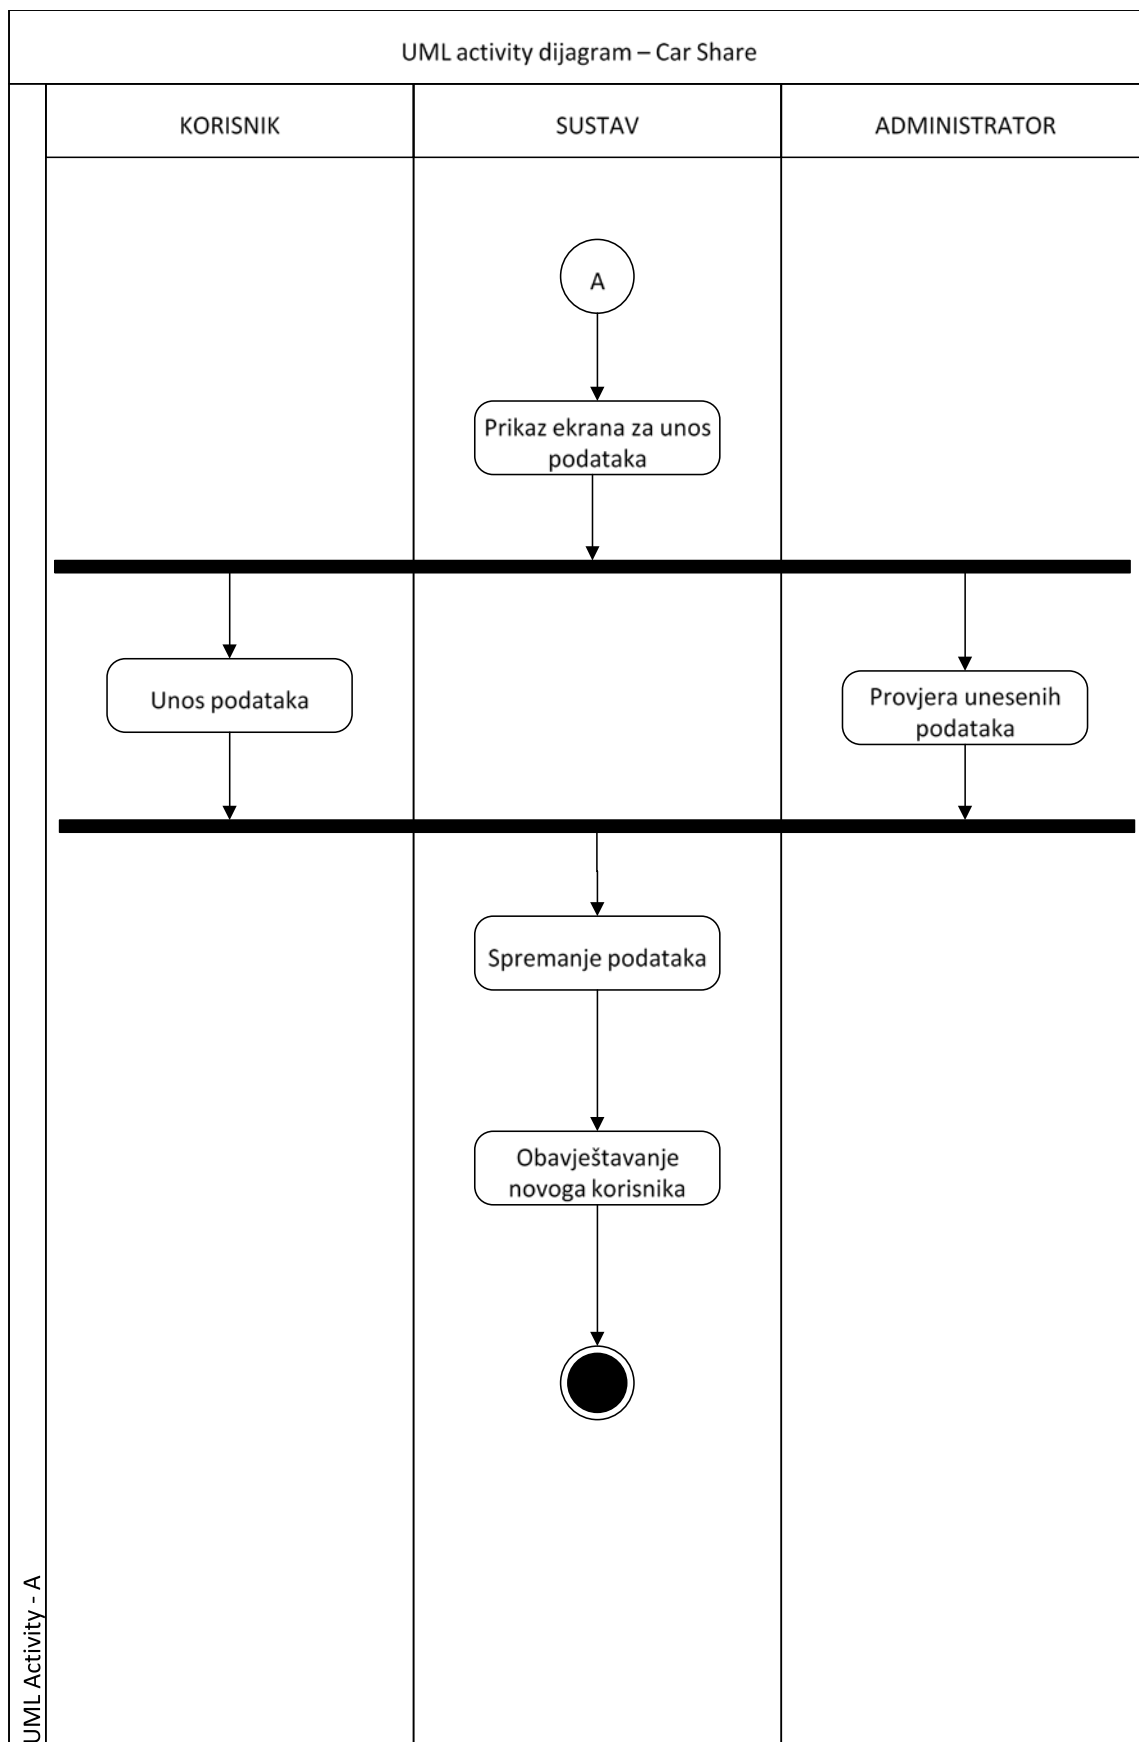 UML activity dijagram – Car Share
KORISNIK
SUSTAV
ADMINISTRATOR
A
Prikaz ekrana za unos
podataka
Unos podataka
Provjera unesenih
podataka
Spremanje podataka
Obavještavanje
novoga korisnika
UML Activity - A